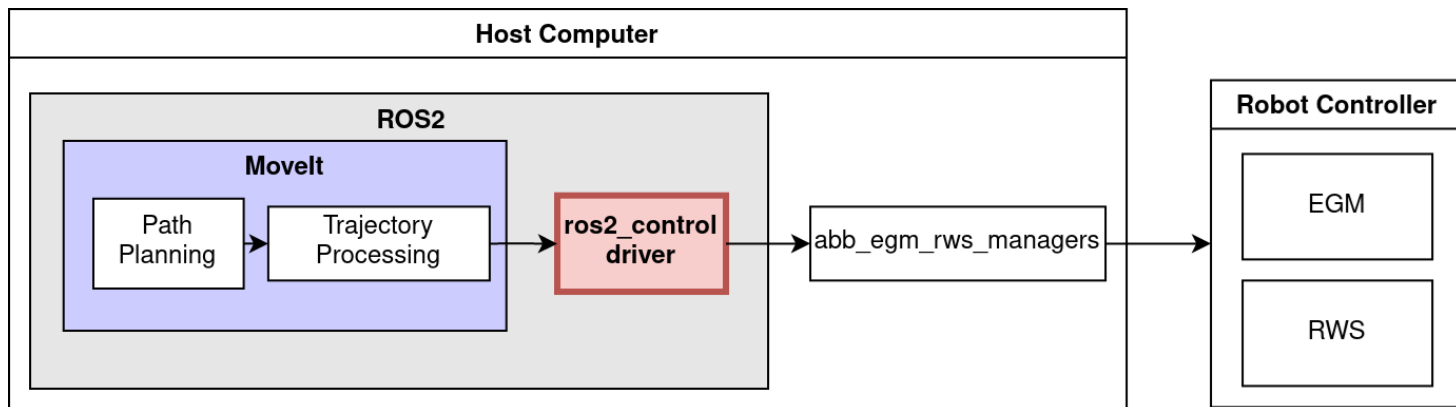 Host Computer
ROS2
MoveIt
Path
Planning
Trajectory
Processing
ros2_control
driver
abb_egm_rws_managers
Robot Controller
EGM
RWS